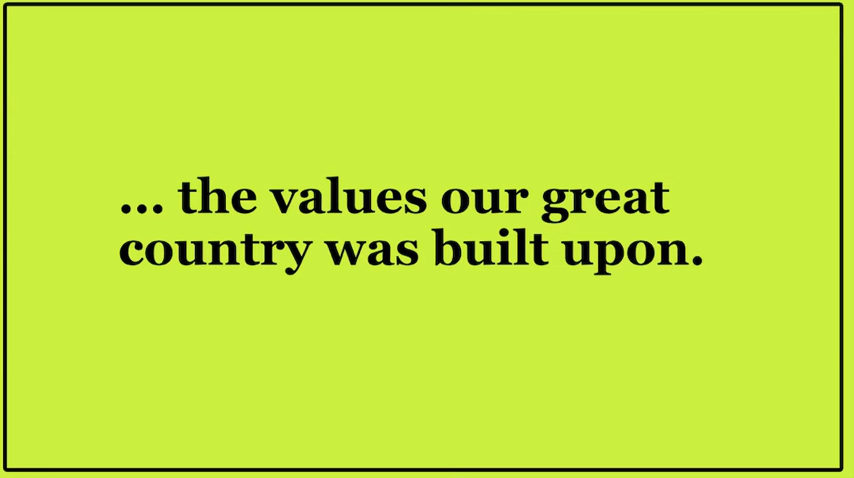 ... the values our great
country was built upon.